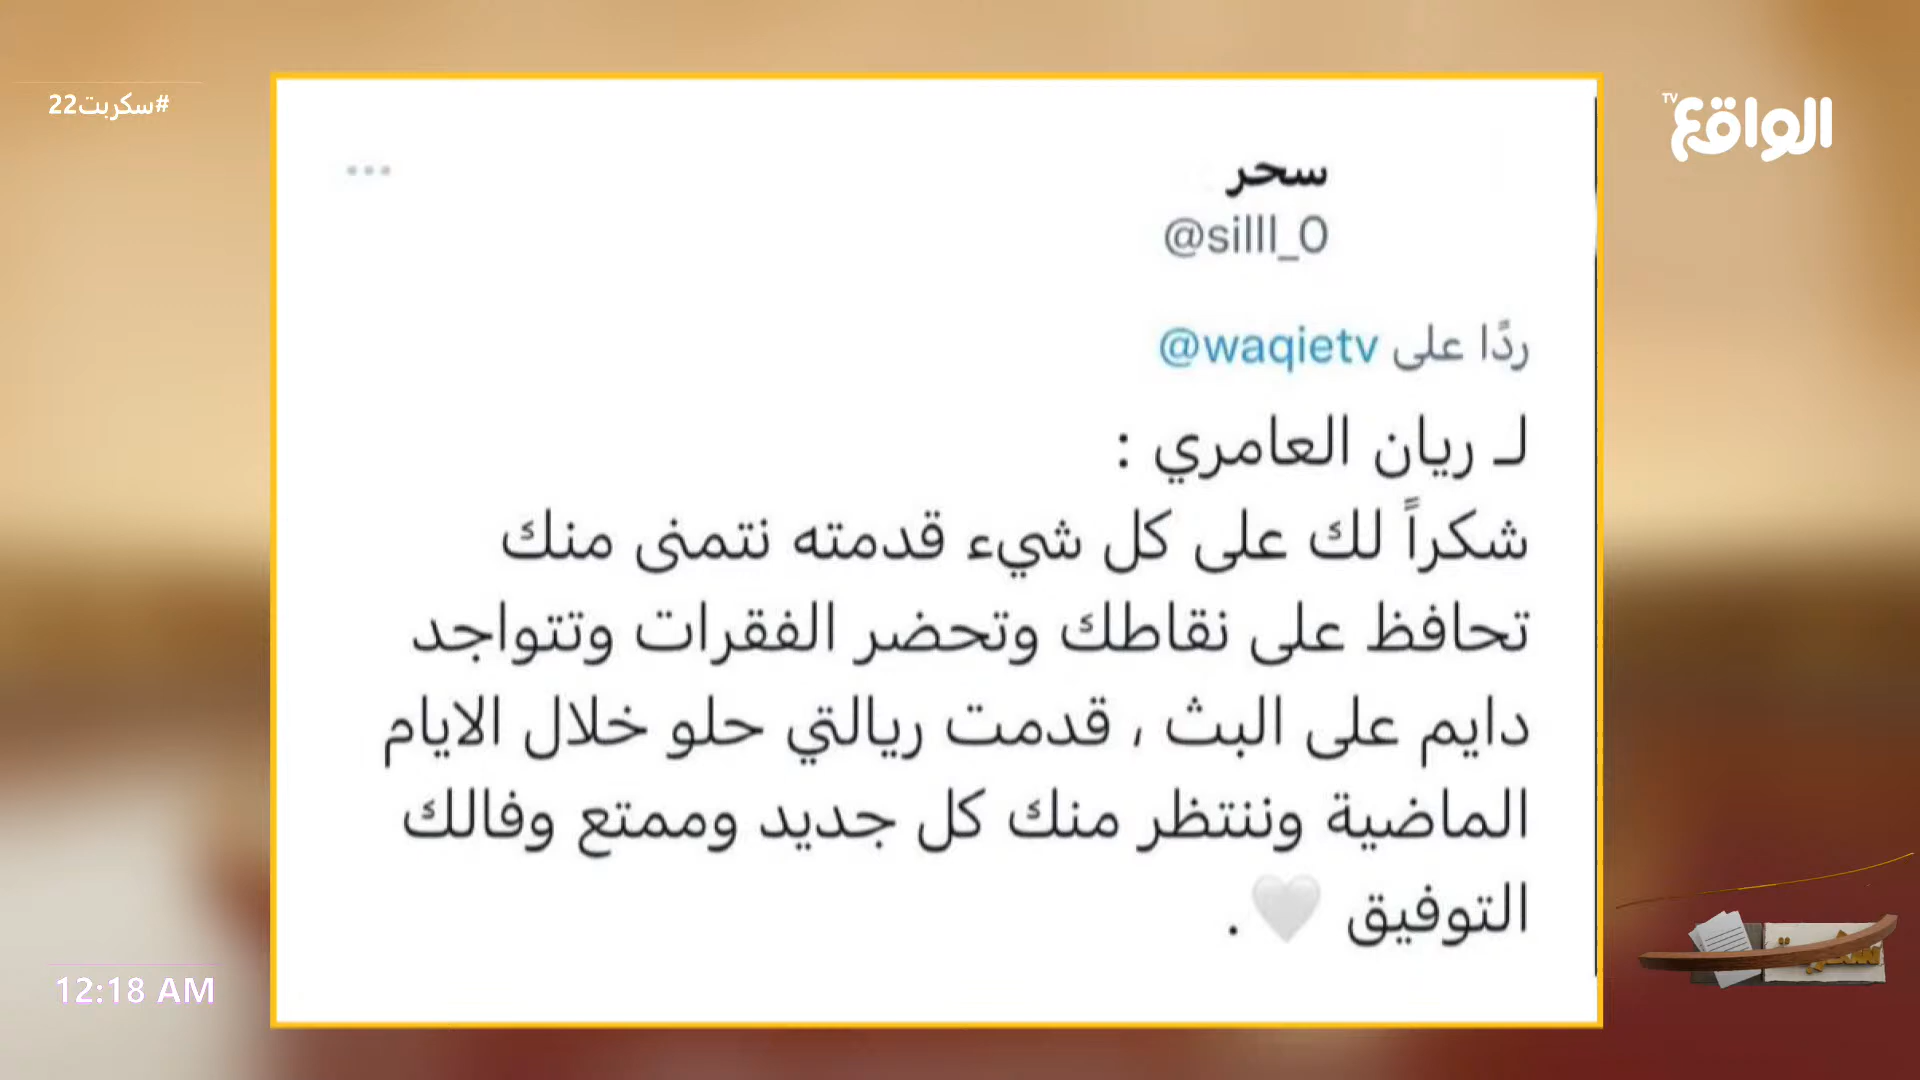 #سكربت22
الواقع TV
سحر
@silll_0
ردًا على @waqietv
لـ ريان العامري :
شكراً لك على كل شيء قدمته نتمنى منك
تحافظ على نقاطك وتحضر الفقرات وتتواجد
دايم على البث ، قدمت ريالتي حلو خلال الايام
الماضية وننتظر منك كل جديد وممتع وفالك
التوفيق 🤍 .
12:18 AM